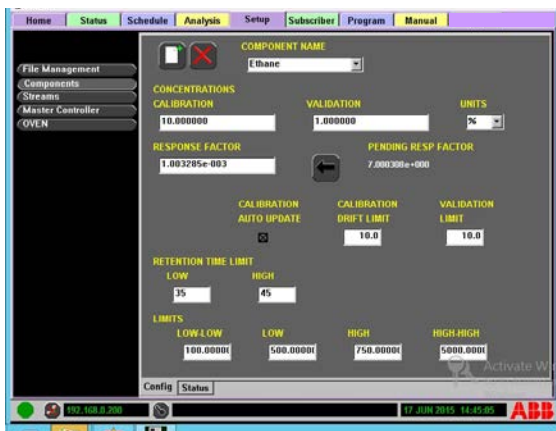 Home Status Schedule Analysis Setup Subscriber Program Manual
File Management
Components
Streams
Master Controller
OVEN
COMPONENT NAME
Ethane
CONCENTRATIONS
CALIBRATION VALIDATION UNITS
10.000000 1.000000 %
RESPONSE FACTOR PENDING RESP FACTOR
1.003285e-003 7.000308e+000
CALIBRATION AUTO UPDATE CALIBRATION DRIFT LIMIT VALIDATION LIMIT
10.0 10.0
RETENTION TIME LIMIT
LOW HIGH
35 45
LIMITS
LOW-LOW LOW HIGH HIGH-HIGH
100.0000 500.0000 750.0000 5000.000
Activate Wi
Config Status
192.168.0.200 17 JUN 2015 14:45:05 ABB